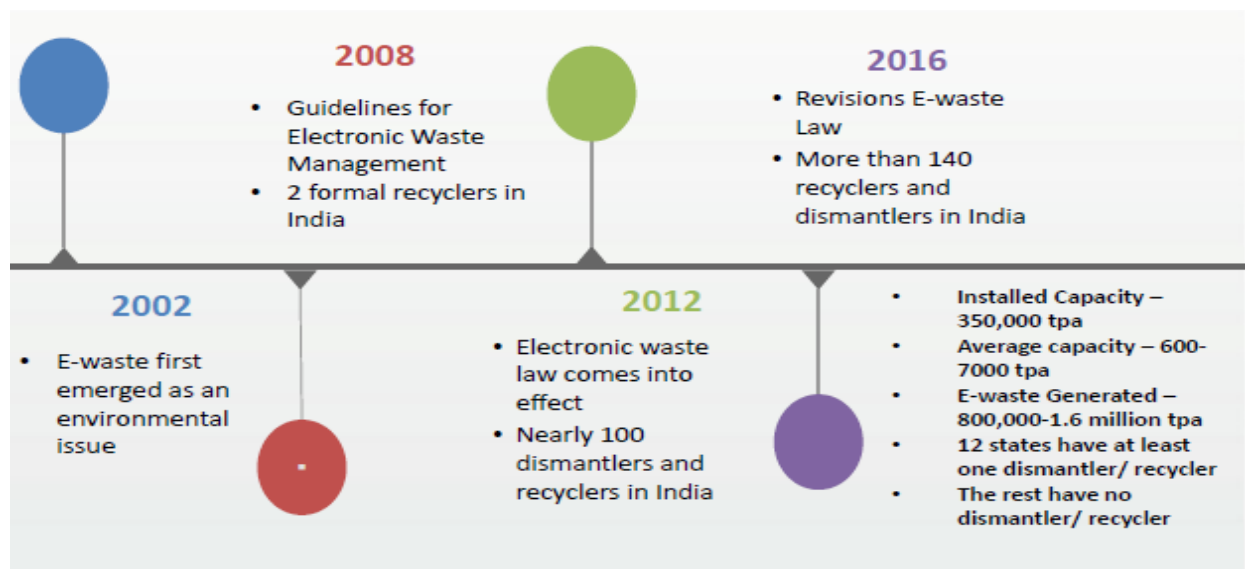 2002
• E-waste first
emerged as an
environmental
issue
2008
• Guidelines for
Electronic Waste
Management
• 2 formal recyclers in
India
2012
• Electronic waste
law comes into
effect
• Nearly 100
dismantlers and
recyclers in India
2016
• Revisions E-waste
Law
• More than 140
recyclers and
dismantlers in India
• Installed Capacity –
350,000 tpa
• Average capacity – 600-
7000 tpa
• E-waste Generated –
800,000-1.6 million tpa
• 12 states have at least
one dismantler/ recycler
• The rest have no
dismantler/ recycler